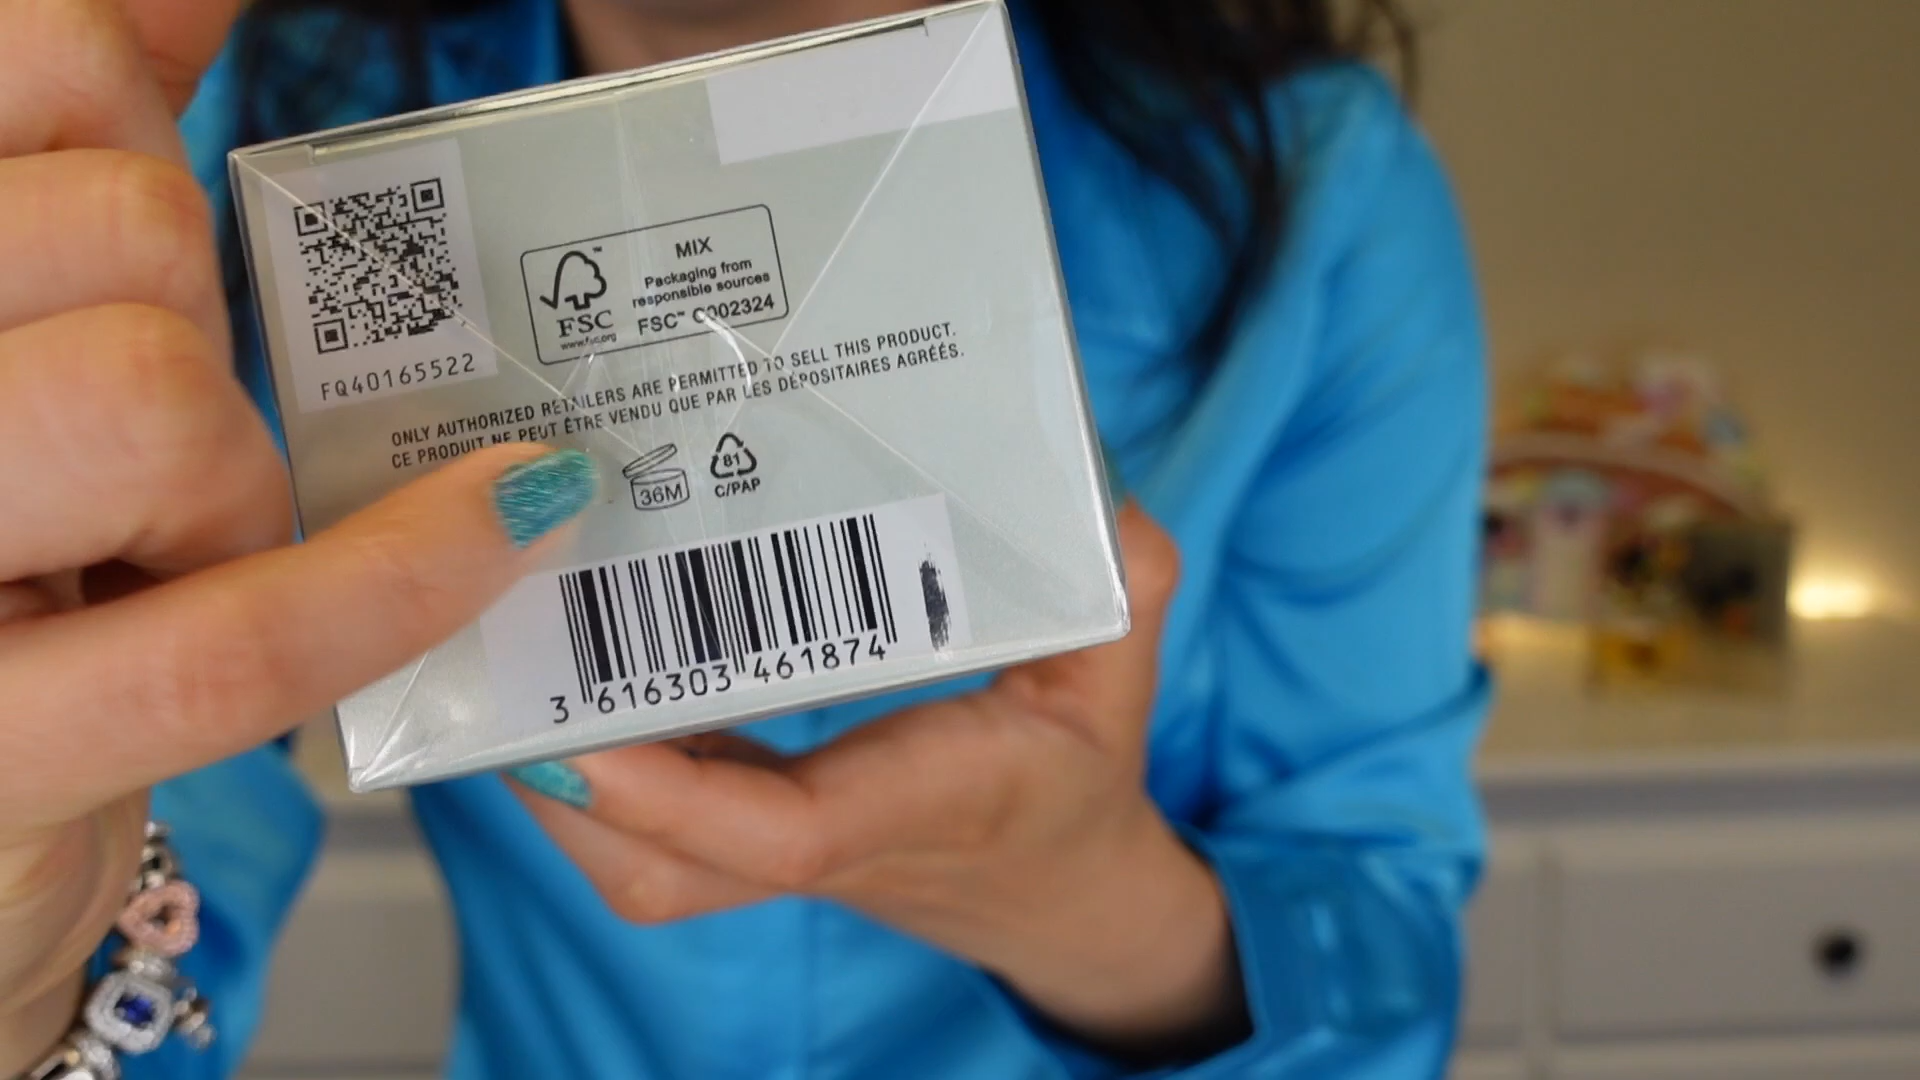 MIX
Packaging from
responsible sources
FSC™ C002324
FSC™
www.fsc.org
FQ40165522
ONLY AUTHORIZED RETAILERS ARE PERMITTED TO SELL THIS PRODUCT.
CE PRODUIT NE PEUT ÊTRE VENDU QUE PAR LES DÉPOSITAIRES AGRÉÉS.
36M
81
C/PAP
3 616303 461874